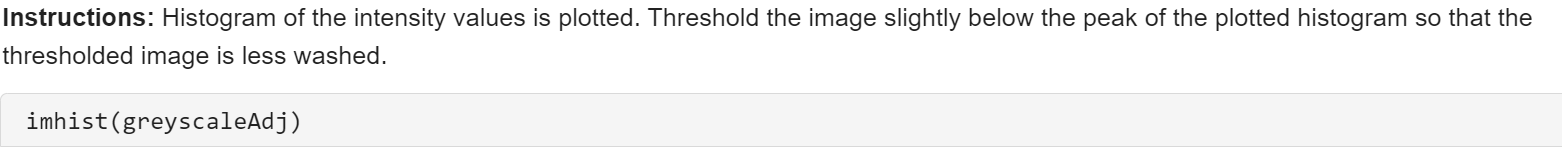 Instructions: Histogram of the intensity values is plotted. Threshold the image slightly below the peak of the plotted histogram so that the
thresholded image is less washed.
imhist(greyscaleAdj)